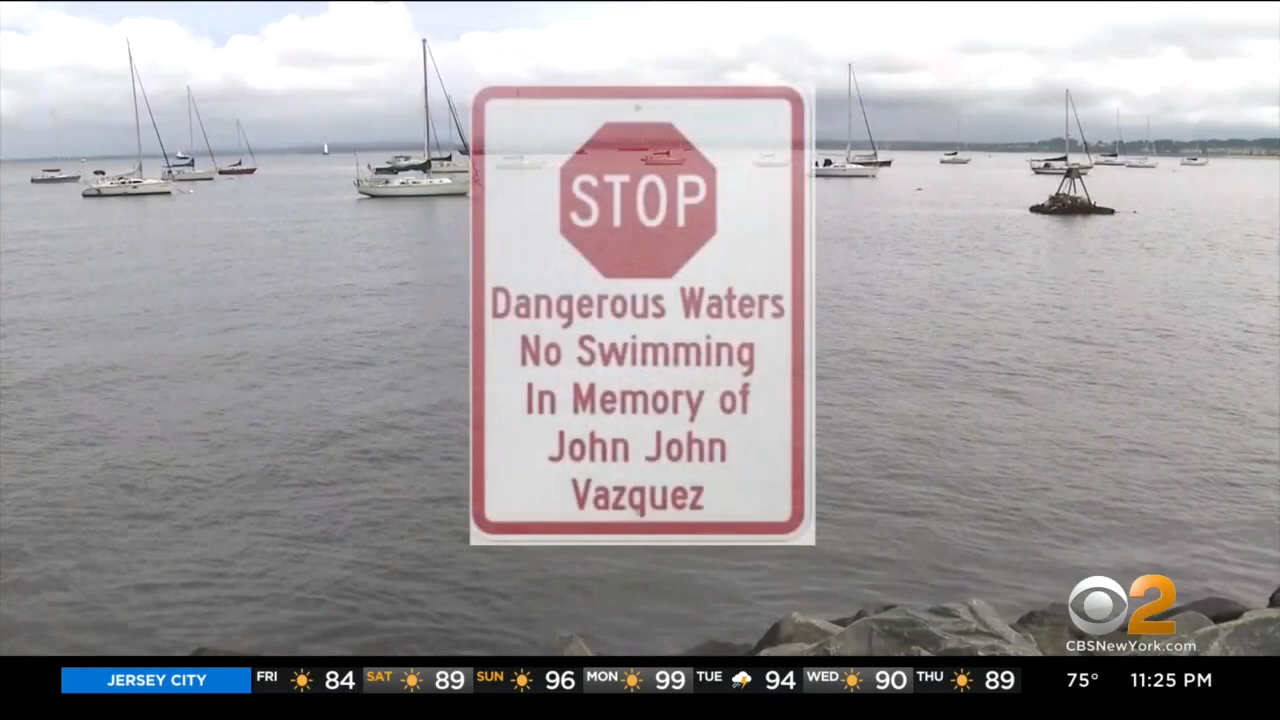 STOP
Dangerous Waters
No Swimming
In Memory of
John John
Vazquez
2
CBSNewYork.com
JERSEY CITY FRI 84 SAT 89 SUN 96 MON 99 TUE 94 WED 90 THU 89 75° 11:25 PM